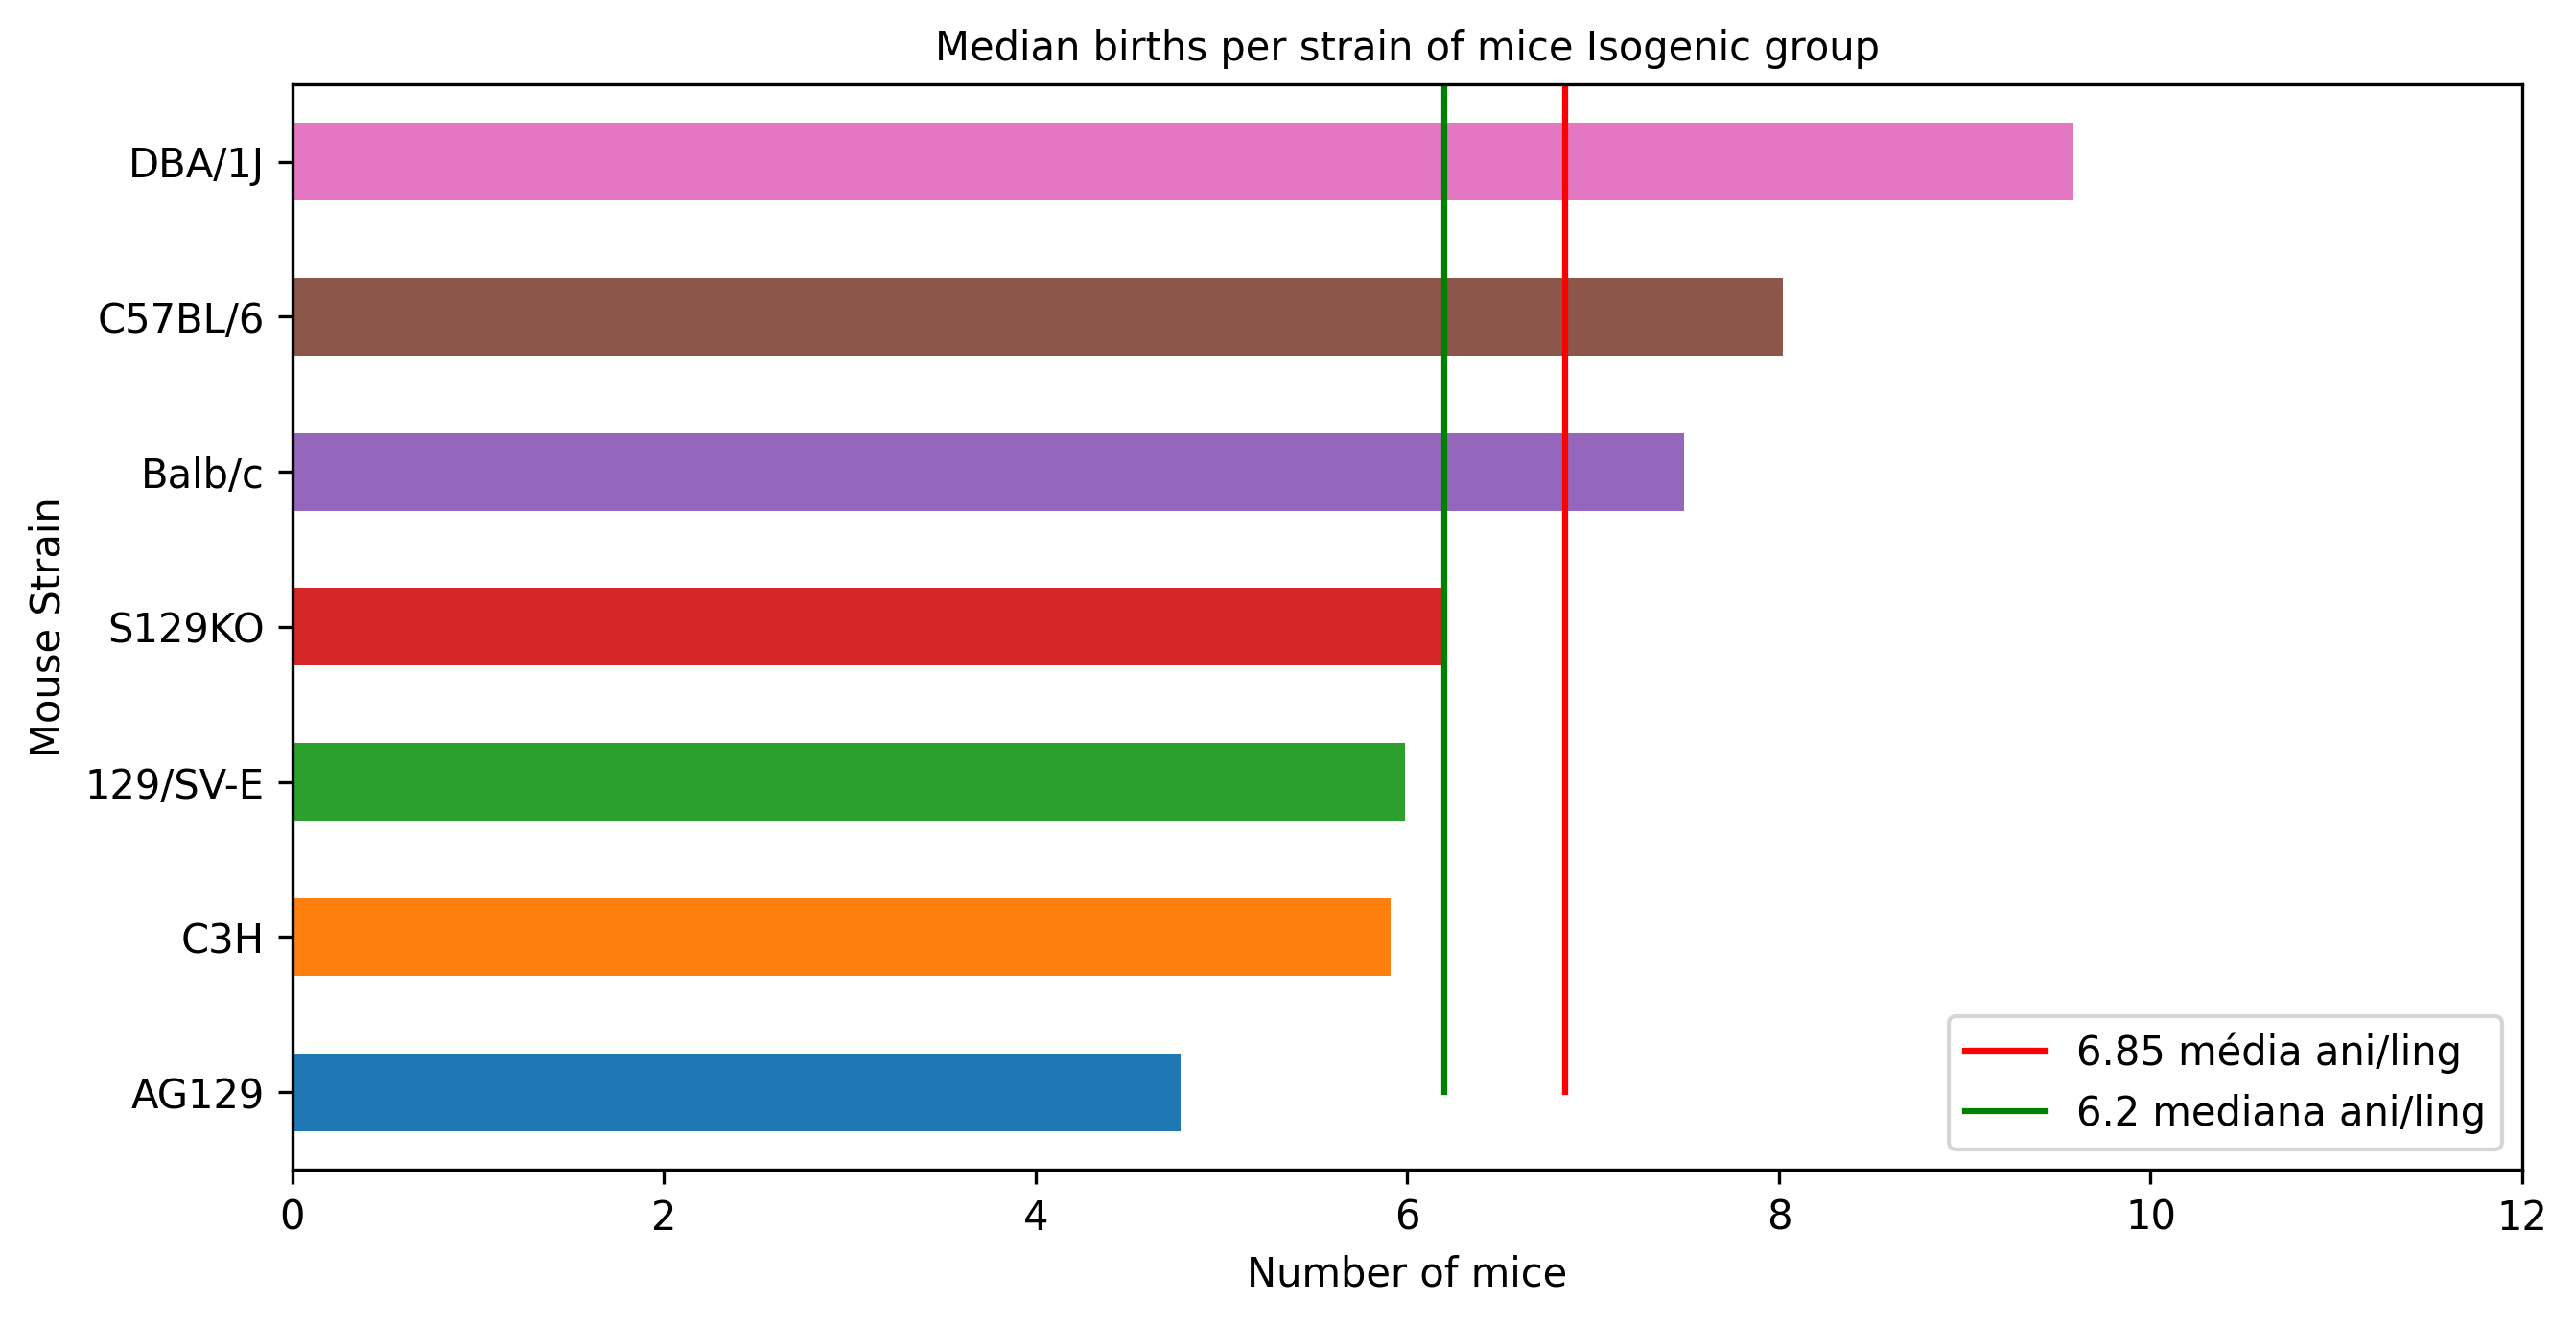 Median births per strain of mice Isogenic group
Mouse Strain
DBA/1J
C57BL/6
Balb/c
S129KO
129/SV-E
C3H
AG129
6.85 média ani/ling
6.2 mediana ani/ling
0 2 4 6 8 10 12
Number of mice